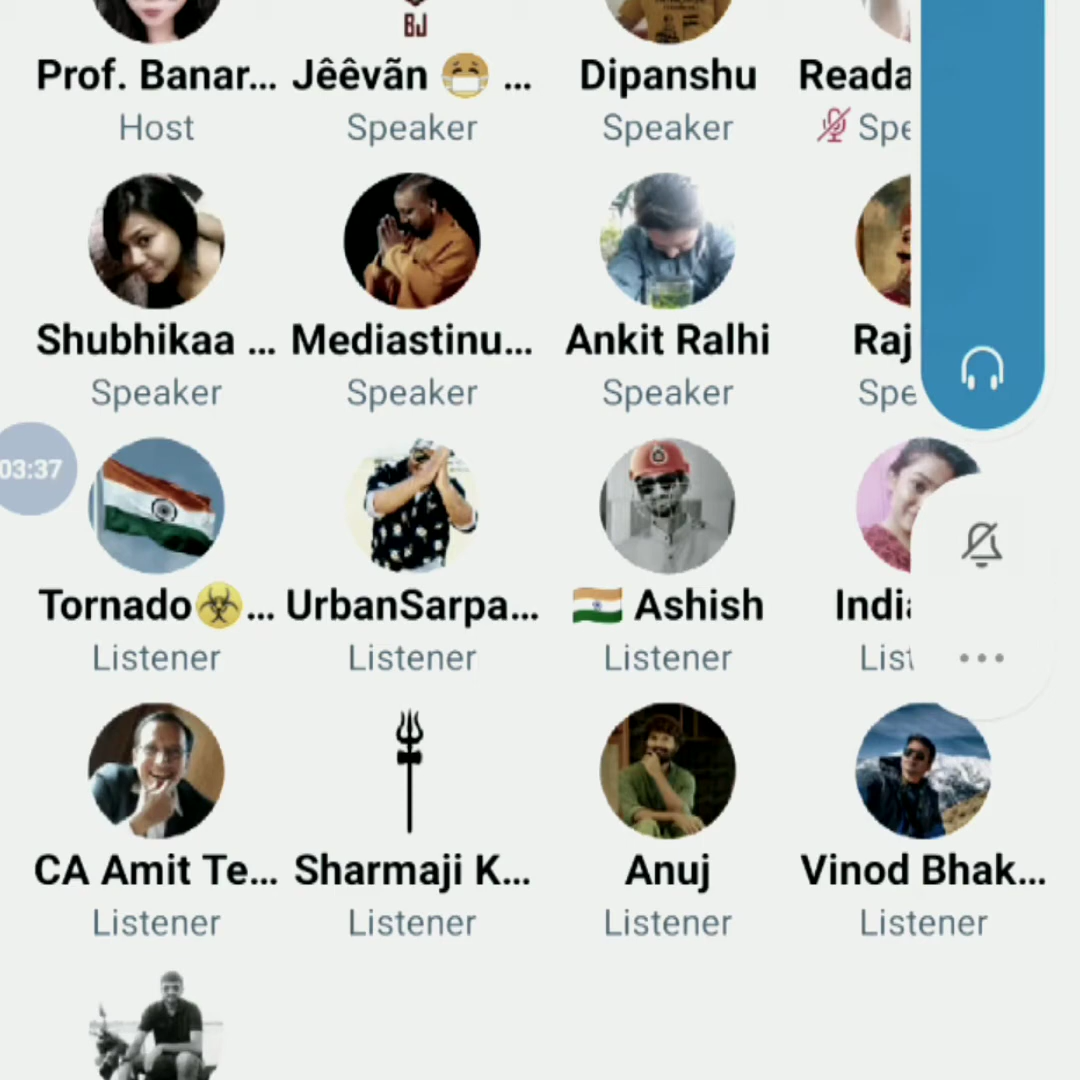 BJ
Prof. Banar... Jêêvãn 😷 ... Dipanshu Reada
Host Speaker Speaker Spe
Shubhikaa ... Mediastinu... Ankit Ralhi Raj
Speaker Speaker Speaker Spe
03:37
Tornado☣️... UrbanSarpa... 🇮🇳 Ashish India
Listener Listener Listener List
CA Amit Te... Sharmaji K... Anuj Vinod Bhak...
Listener Listener Listener Listener